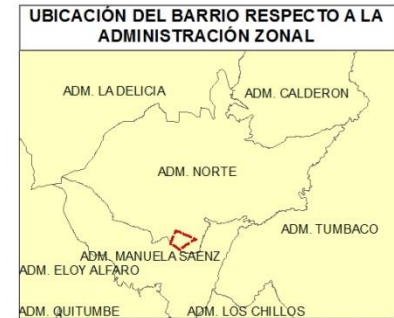 UBICACIÓN DEL BARRIO RESPECTO A LA
ADMINISTRACIÓN ZONAL
ADM. LA DELICIA
ADM. CALDERON
ADM. NORTE
ADM. TUMBACO
ADM. MANUELA SAENZ
ADM. ELOY ALFARO
ADM. QUITUMBE
ADM. LOS CHILLOS